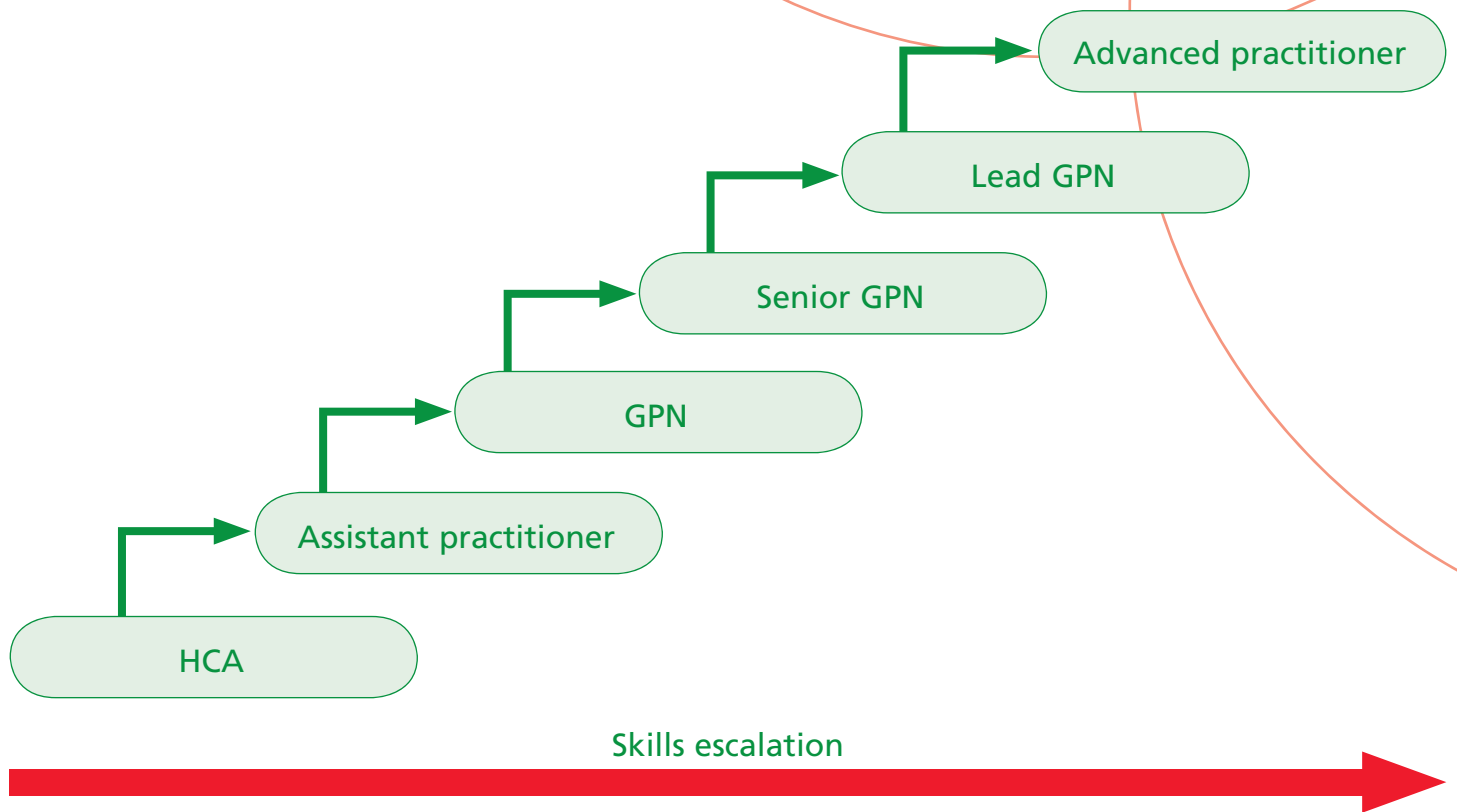 Advanced practitioner
Lead GPN
Senior GPN
GPN
Assistant practitioner
HCA
Skills escalation